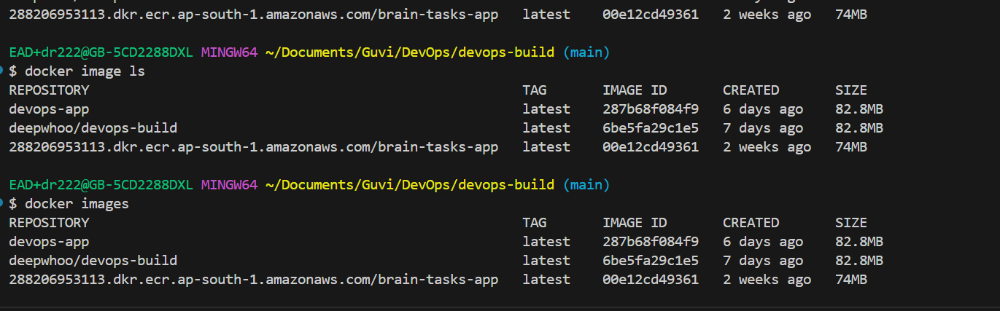 288206953113.dkr.ecr.ap-south-1.amazonaws.com/brain-tasks-app latest 00e12cd49361 2 weeks ago 74MB
EAD+dr222@GB-5CD2288DXL MINGW64 ~/Documents/Guvi/DevOps/devops-build (main)
$ docker image ls
REPOSITORY TAG IMAGE ID CREATED SIZE
devops-app latest 287b68f084f9 6 days ago 82.8MB
deepwhoo/devops-build latest 6be5fa29c1e5 7 days ago 82.8MB
288206953113.dkr.ecr.ap-south-1.amazonaws.com/brain-tasks-app latest 00e12cd49361 2 weeks ago 74MB
EAD+dr222@GB-5CD2288DXL MINGW64 ~/Documents/Guvi/DevOps/devops-build (main)
$ docker images
REPOSITORY TAG IMAGE ID CREATED SIZE
devops-app latest 287b68f084f9 6 days ago 82.8MB
deepwhoo/devops-build latest 6be5fa29c1e5 7 days ago 82.8MB
288206953113.dkr.ecr.ap-south-1.amazonaws.com/brain-tasks-app latest 00e12cd49361 2 weeks ago 74MB